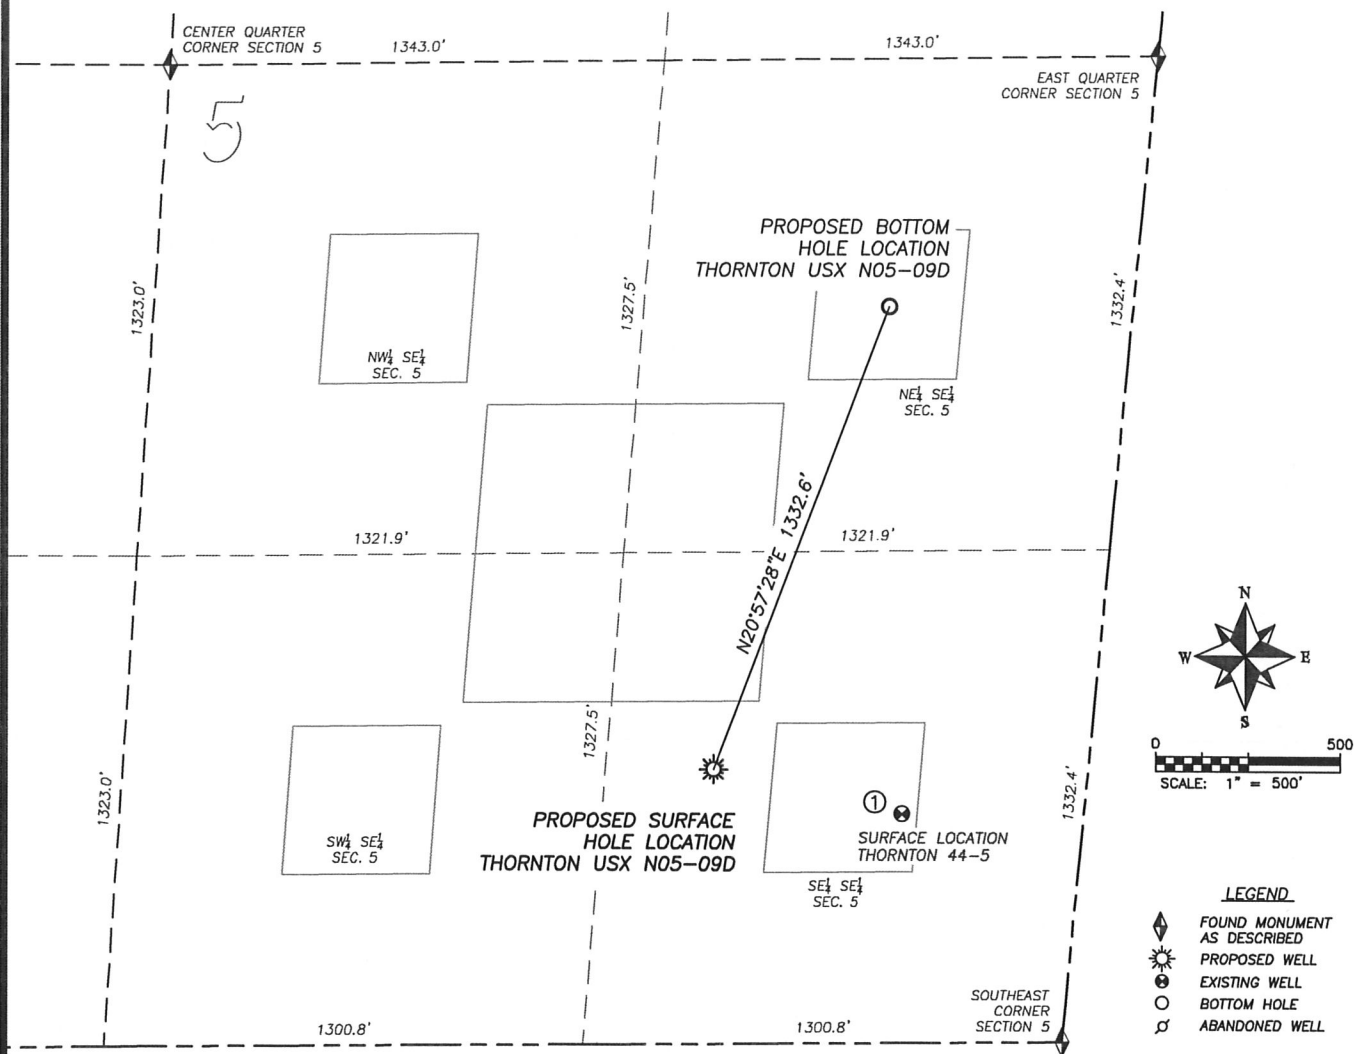 CENTER QUARTER
CORNER SECTION 5
1343.0'
1343.0'
EAST QUARTER
CORNER SECTION 5
5
PROPOSED BOTTOM
HOLE LOCATION
THORNTON USX N05-09D
1323.0'
1327.5'
1332.4'
NW¼ SE¼
SEC. 5
NE¼ SE¼
SEC. 5
N20°57'28"E 1332.6'
1321.9'
1321.9'
N
W
E
S
0
500
SCALE: 1" = 500'
1323.0'
1327.5'
1332.4'
PROPOSED SURFACE
HOLE LOCATION
THORNTON USX N05-09D
1
SURFACE LOCATION
THORNTON 44-5
SW¼ SE¼
SEC. 5
SE¼ SE¼
SEC. 5
LEGEND
FOUND MONUMENT
AS DESCRIBED
PROPOSED WELL
EXISTING WELL
BOTTOM HOLE
ABANDONED WELL
SOUTHEAST
CORNER
SECTION 5
1300.8'
1300.8'